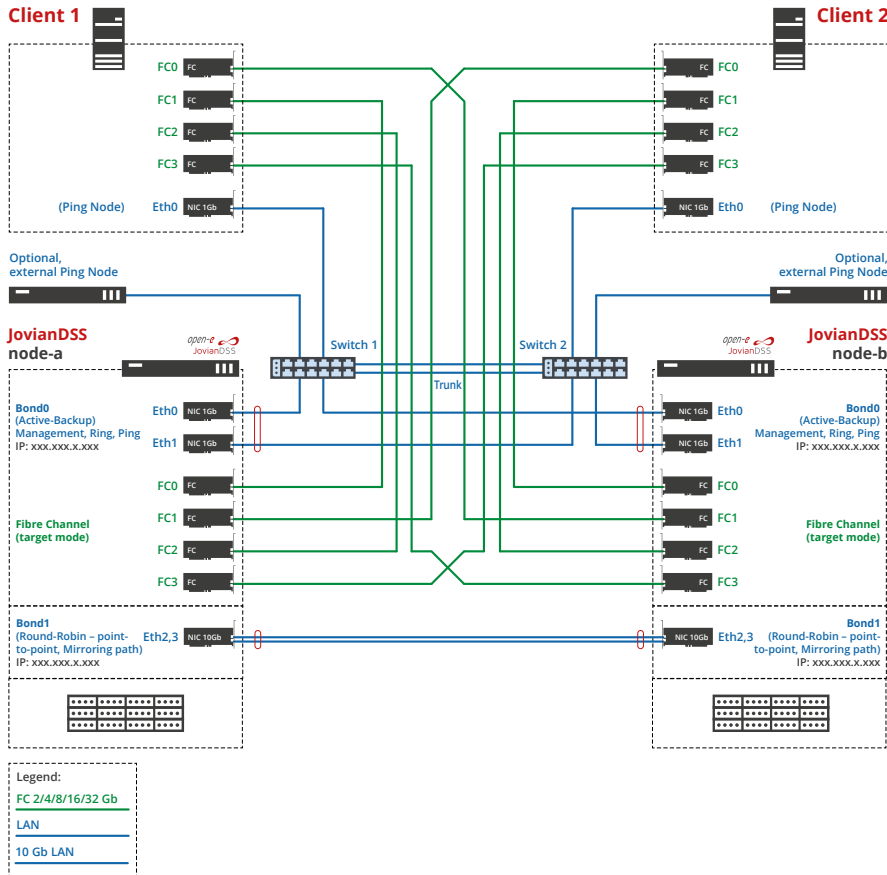 Client 1
Client 2
FC0 FC
FC FC0
FC1 FC
FC FC1
FC2 FC
FC FC2
FC3 FC
FC FC3
(Ping Node) Eth0 NIC 1Gb
NIC 1Gb Eth0 (Ping Node)
Optional,
external Ping Node
Optional,
external Ping Node
JovianDSS
node-a
open-e
JovianDSS
Switch 1
Switch 2
Trunk
open-e
JovianDSS
JovianDSS
node-b
Bond0
(Active-Backup)
Management, Ring, Ping
IP: xxx.xxx.x.xxx
Eth0 NIC 1Gb
Eth1 NIC 1Gb
NIC 1Gb Eth0
NIC 1Gb Eth1
Bond0
(Active-Backup)
Management, Ring, Ping
IP: xxx.xxx.x.xxx
FC0 FC
FC FC0
FC1 FC
FC FC1
Fibre Channel
(target mode)
Fibre Channel
(target mode)
FC2 FC
FC FC2
FC3 FC
FC FC3
Bond1
(Round-Robin – point-
to-point, Mirroring path)
IP: xxx.xxx.x.xxx
Eth2,3 NIC 10Gb
NIC 10Gb Eth2,3
Bond1
(Round-Robin – point-
to-point, Mirroring path)
IP: xxx.xxx.x.xxx
Legend:
FC 2/4/8/16/32 Gb
LAN
10 Gb LAN